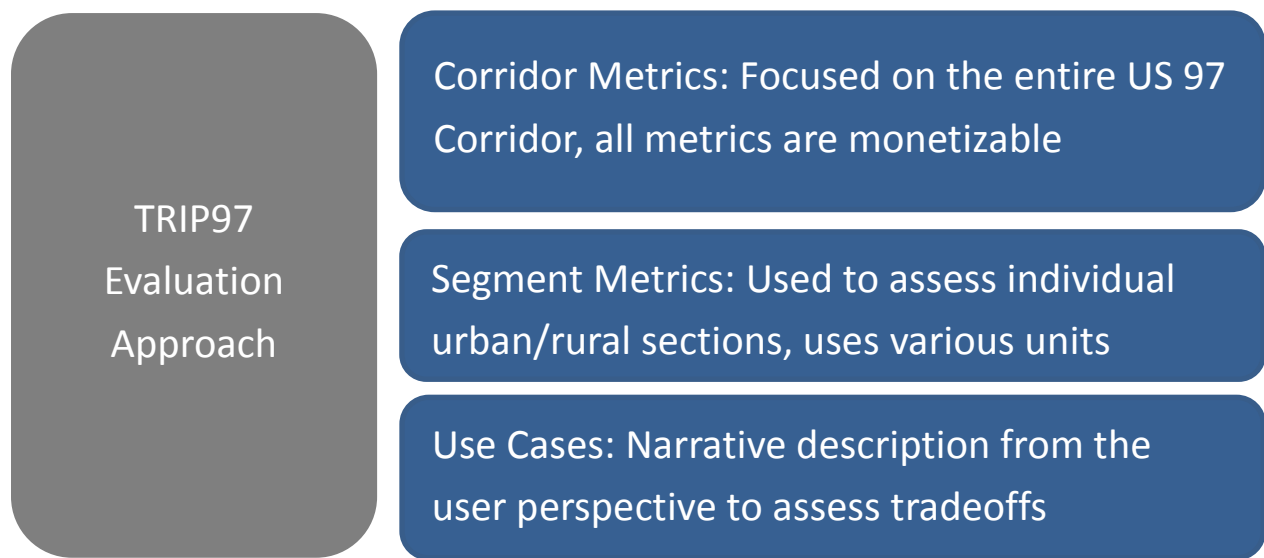 TRIP97
Evaluation
Approach
Corridor Metrics: Focused on the entire US 97
Corridor, all metrics are monetizable
Segment Metrics: Used to assess individual
urban/rural sections, uses various units
Use Cases: Narrative description from the
user perspective to assess tradeoffs